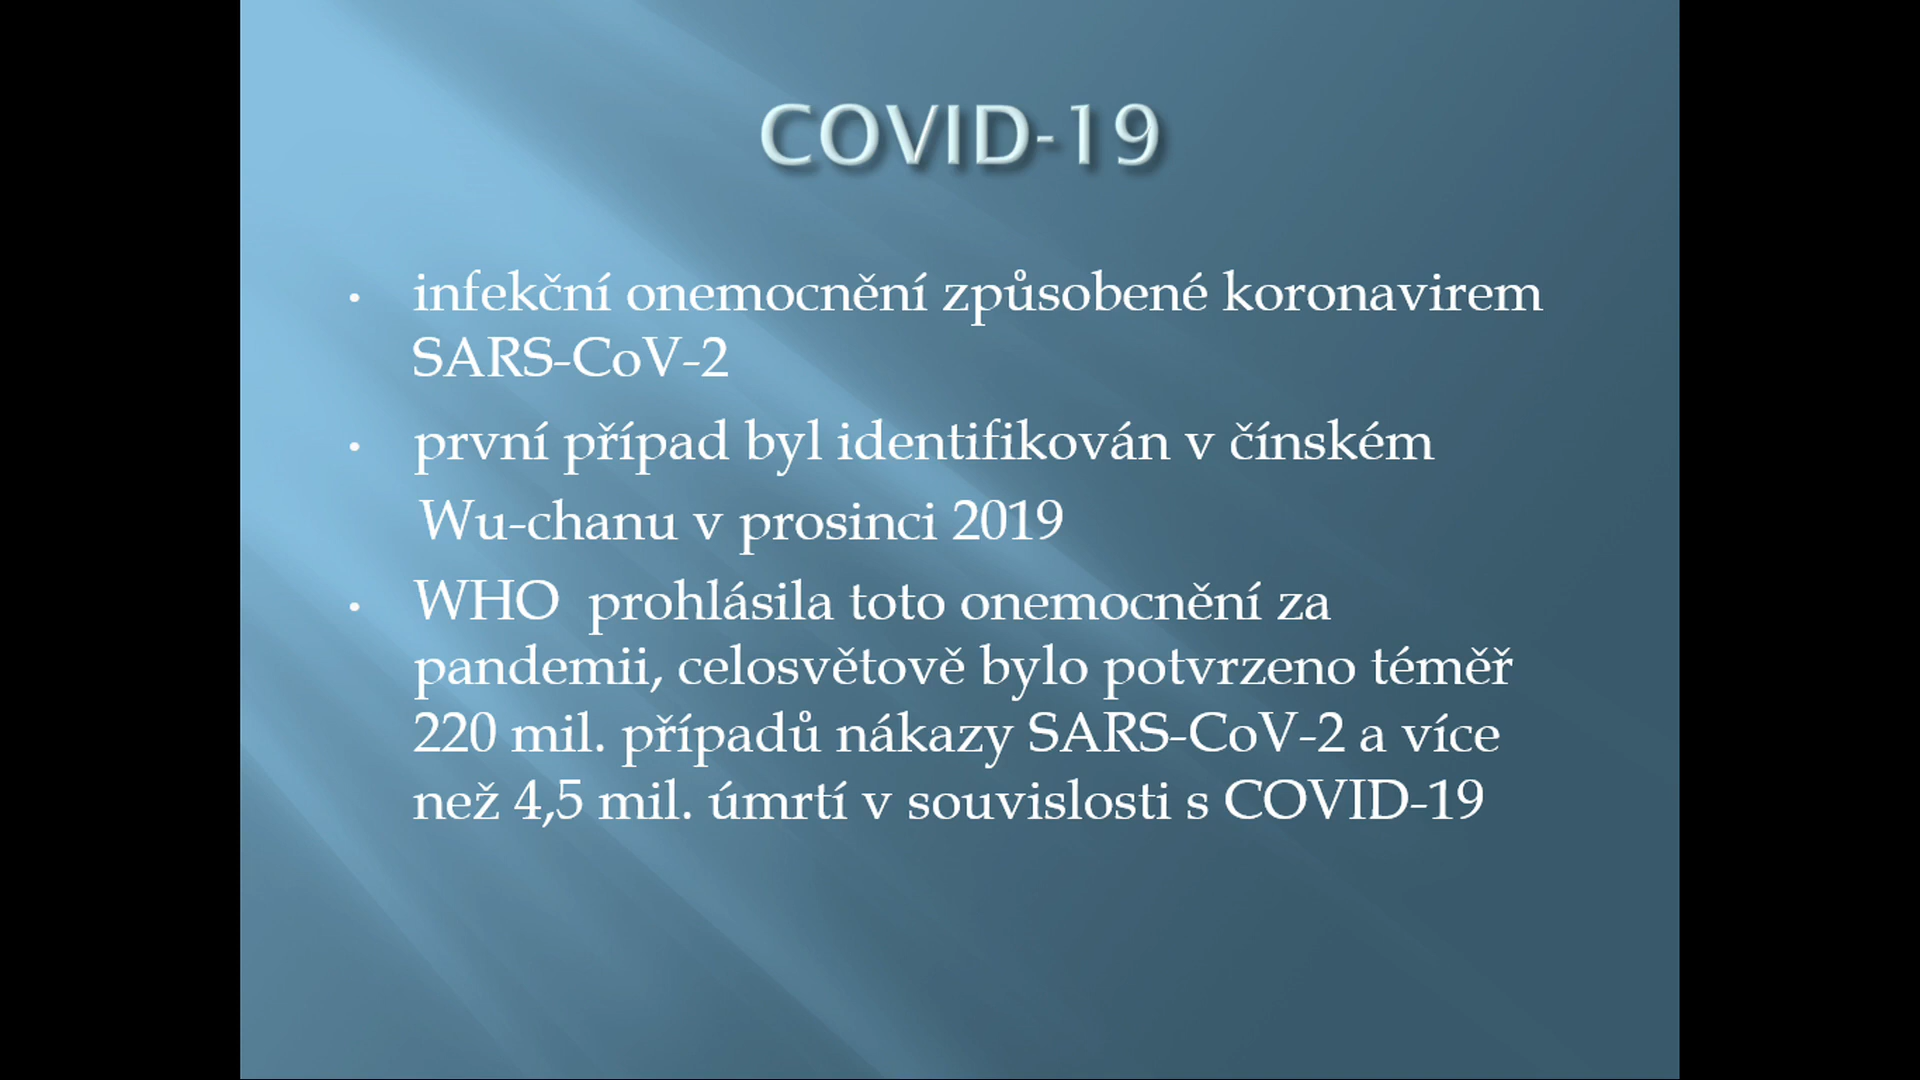 COVID-19
• infekční onemocnění způsobené koronavirem
SARS-CoV-2
• první případ byl identifikován v čínském
Wu-chanu v prosinci 2019
• WHO  prohlásila toto onemocnění za
pandemii, celosvětově bylo potvrzeno téměř
220 mil. případů nákazy SARS-CoV-2 a více
než 4,5 mil. úmrtí v souvislosti s COVID-19